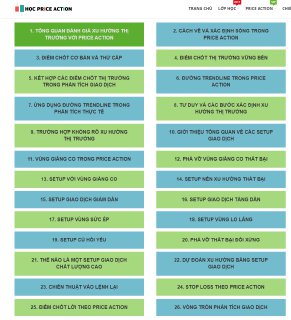 HỌC PRICE ACTION
TRANG CHỦ
LỚP HỌC
PRICE ACTION
1. TỔNG QUAN ĐÁNH GIÁ XU HƯỚNG THỊ
TRƯỜNG VỚI PRICE ACTION
2. CÁCH VẼ VÀ XÁC ĐỊNH SÓNG TRONG
PRICE ACTION
3. ĐIỂM CHỐT CƠ BẢN VÀ THỨ CẤP
4. ĐIỂM CHỐT THỊ TRƯỜNG VỮNG BỀN
5. KẾT HỢP CÁC ĐIỂM CHỐT THỊ TRƯỜNG
TRONG PHÂN TÍCH GIAO DỊCH
6. ĐƯỜNG TRENDLINE TRONG PRICE
ACTION
7. ỨNG DỤNG ĐƯỜNG TRENDLINE TRONG
PHÂN TÍCH THỰC TẾ
8. TƯ DUY VÀ CÁC BƯỚC XÁC ĐỊNH XU
HƯỚNG THỊ TRƯỜNG
9. TRƯỜNG HỢP KHÔNG RÕ XU HƯỚNG
THỊ TRƯỜNG
10. GIỚI THIỆU TỔNG QUAN VỀ CÁC SETUP
GIAO DỊCH
11. VÙNG GIẰNG CO TRONG PRICE ACTION
12. PHÁ VỠ VÙNG GIẰNG CO THẤT BẠI
13. SETUP VỚI VÙNG GIẰNG CO
14. SETUP NẾN XU HƯỚNG THẤT BẠI
15. SETUP GIAO DỊCH GIẢM DẦN
16. SETUP GIAO DỊCH TĂNG DẦN
17. SETUP VÙNG SỨC ÉP
18. SETUP VÙNG LO LẮNG
19. SETUP CÚ HỒI YẾU
20. PHÁ VỠ THẤT BẠI ĐỐI XỨNG
21. THẾ NÀO LÀ MỘT SETUP GIAO DỊCH
CHẤT LƯỢNG CAO
22. DỰ ĐOÁN XU HƯỚNG BẰNG SETUP
GIAO DỊCH
23. CHIẾN THUẬT VÀO LỆNH LẠI
24. STOP LOSS THEO PRICE ACTION
25. ĐIỂM CHỐT LỜI THEO PRICE ACTION
26. VÒNG TRÒN PHÂN TÍCH GIAO DỊCH